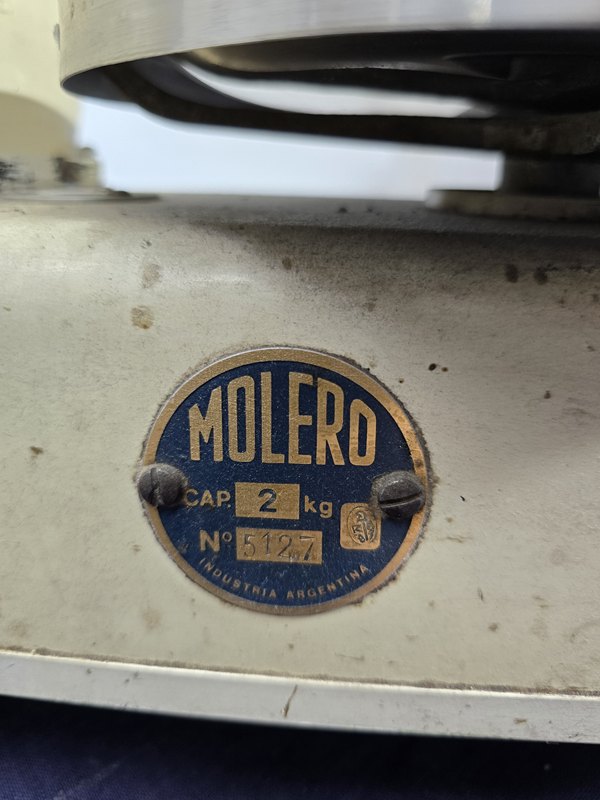 MOLERO
CAP. 2 kg
Nº 5127
INDUSTRIA ARGENTINA